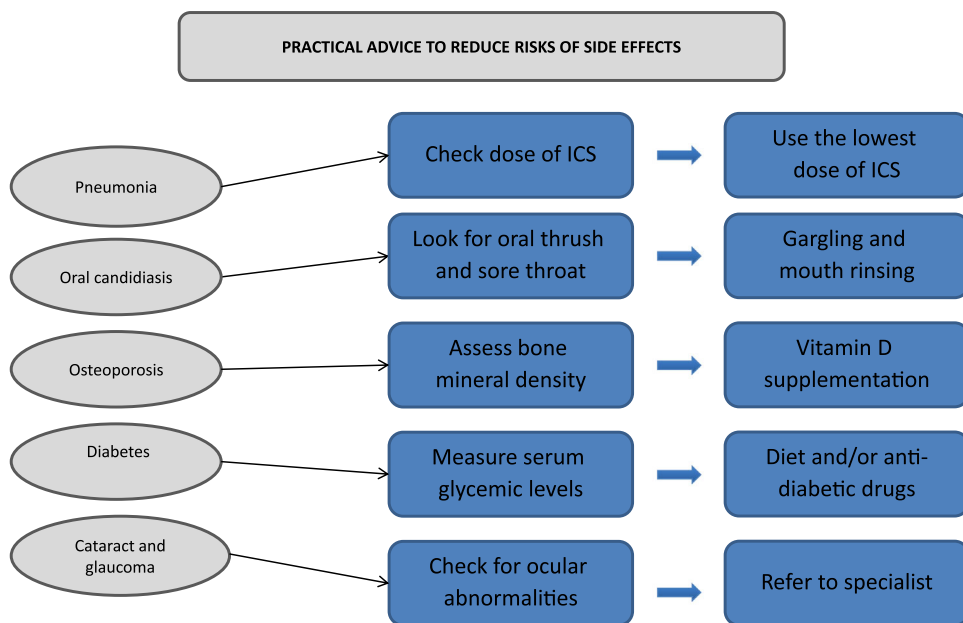 PRACTICAL ADVICE TO REDUCE RISKS OF SIDE EFFECTS
Pneumonia
Check dose of ICS
Use the lowest
dose of ICS
Oral candidiasis
Look for oral thrush
and sore throat
Gargling and
mouth rinsing
Osteoporosis
Assess bone
mineral density
Vitamin D
supplementation
Diabetes
Measure serum
glycemic levels
Diet and/or anti-
diabetic drugs
Cataract and
glaucoma
Check for ocular
abnormalities
Refer to specialist